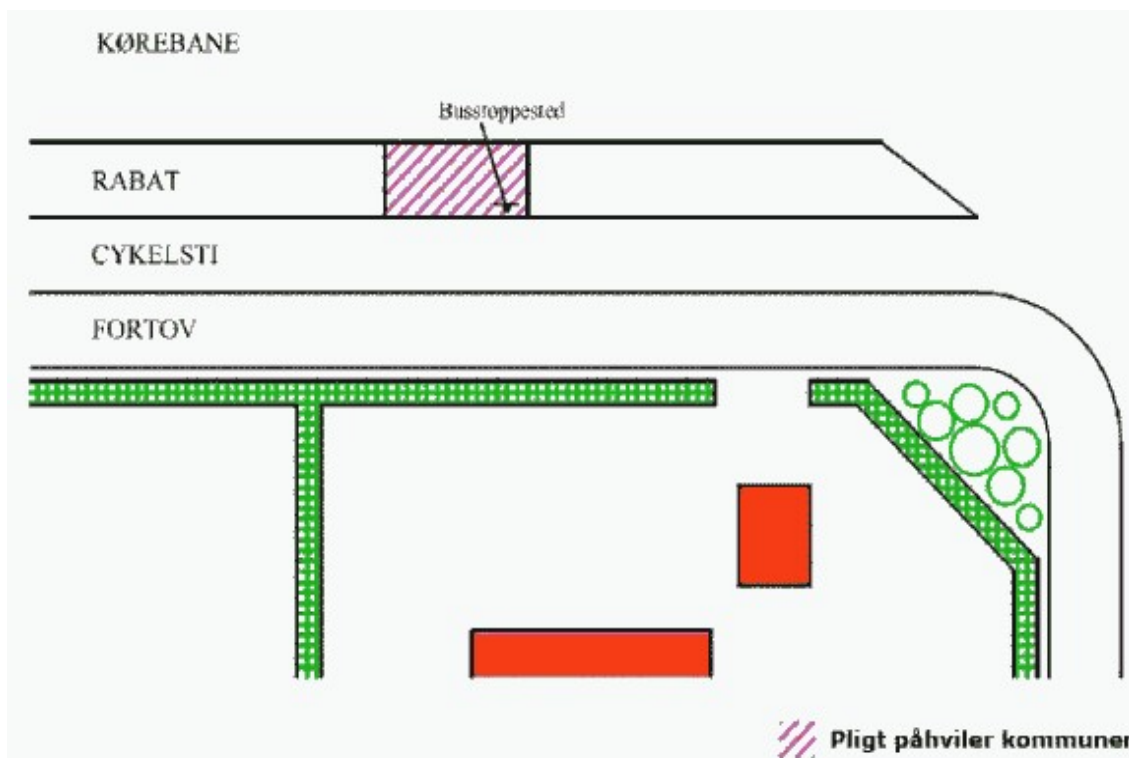 KØREBANE
Busstoppested
RABAT
CYKELSTI
FORTOV
Pligt påhviler kommuner